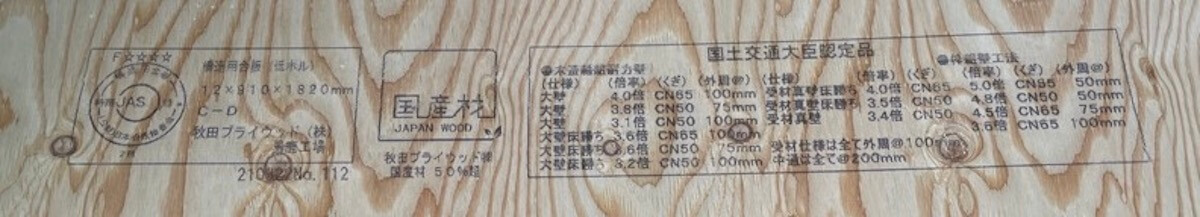 F☆☆☆☆
構造用合板（低ホル）
12×910×1820mm
C－D
秋田プライウッド（株）
JAS
2級
国産材
JAPAN WOOD
秋田プライウッド㈱
国産材 50%超
国土交通大臣認定品
●木造軸組耐力壁
●枠組壁工法
（仕様）（倍率）（くぎ）（外周＠）（仕様）（倍率）（くぎ）（倍率）（くぎ）（外周＠）
大壁 4.0倍 CN65 100mm 受材真壁床勝ち 4.0倍 CN65 5.0倍 CN65 50mm
大壁 3.8倍 CN50 75mm 受材真壁床勝ち 3.5倍 CN50 4.8倍 CN50 50mm
大壁 3.1倍 CN50 100mm 受材真壁 3.4倍 CN50 4.5倍 CN65 75mm
大壁床勝ち 3.6倍 CN65 100mm 3.6倍 CN65 100mm
大壁床勝ち 3.6倍 CN50 75mm 受材仕様は全て外周＠100mm
大壁床勝ち 3.2倍 CN50 100mm 中通は全て＠200mm